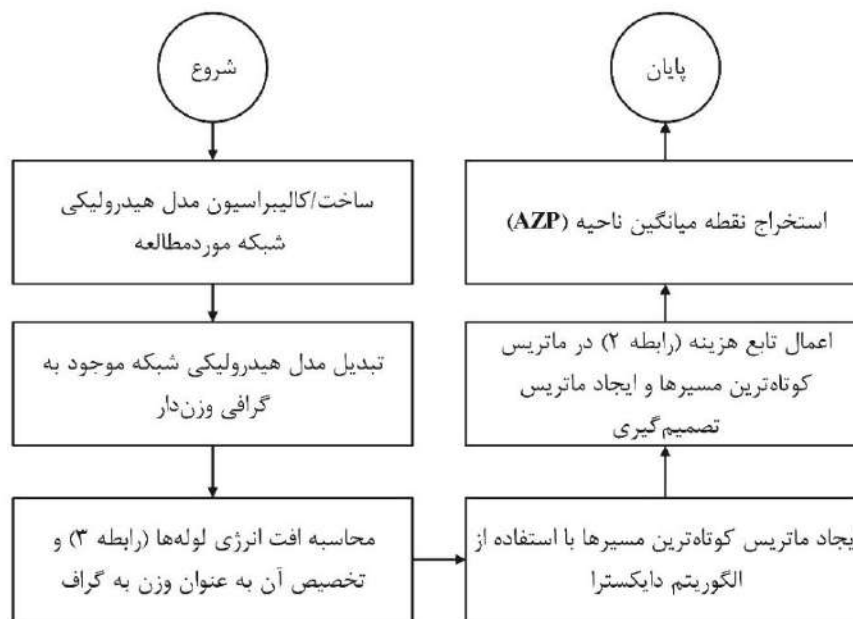 شروع
ساخت/کالیبراسیون مدل هیدرولیکی
شبکه موردمطالعه
تبدیل مدل هیدرولیکی شبکه موجود به
گرافی وزن‌دار
محاسبه افت انرژی لوله‌ها (رابطه ۳) و
تخصیص آن به عنوان وزن به گراف
ایجاد ماتریس کوتاه‌ترین مسیرها با استفاده از
الگوریتم دایکسترا
اعمال تابع هزینه (رابطه ۲) در ماتریس
کوتاه‌ترین مسیرها و ایجاد ماتریس
تصمیم‌گیری
استخراج نقطه میانگین ناحیه (AZP)
پایان